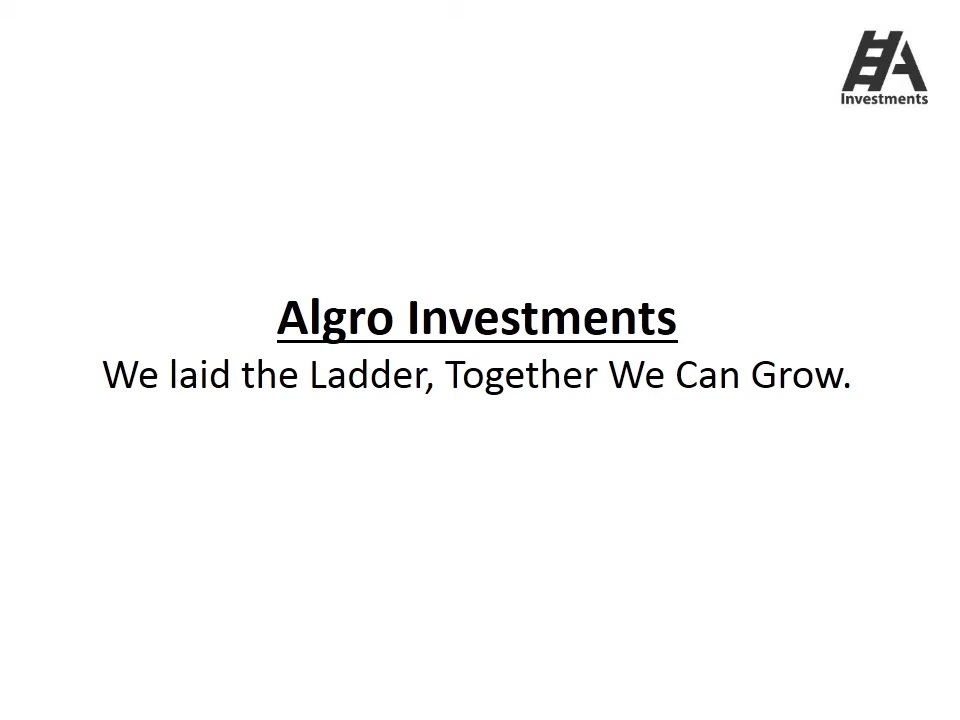 Investments
Algro Investments
We laid the Ladder, Together We Can Grow.